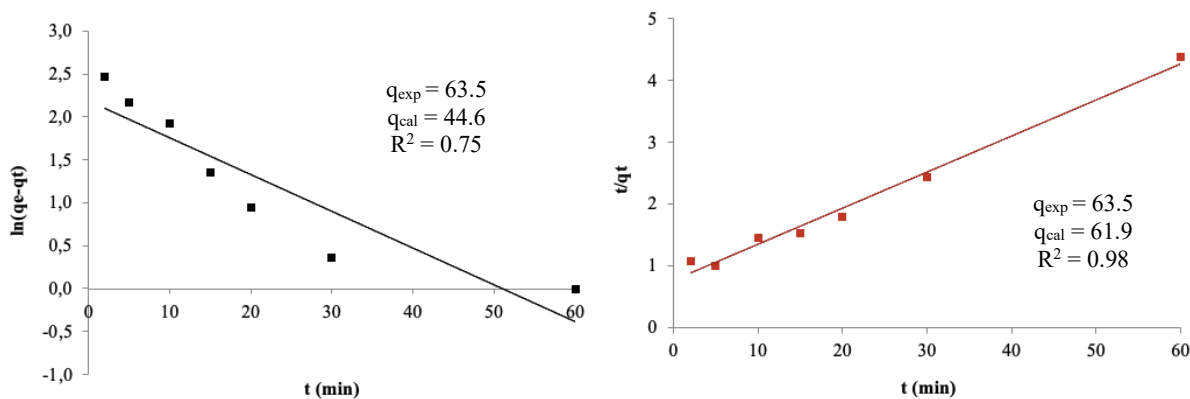 3,0
2,5
2,0
1,5
1,0
0,5
0,0
-0,5
-1,0
0
10
20
30
40
50
60
ln(qe-qt)
t (min)
qexp = 63.5
qcal = 44.6
R2 = 0.75
5
4
3
2
1
0
0
10
20
30
40
50
60
t/qt
t (min)
qexp = 63.5
qcal = 61.9
R2 = 0.98